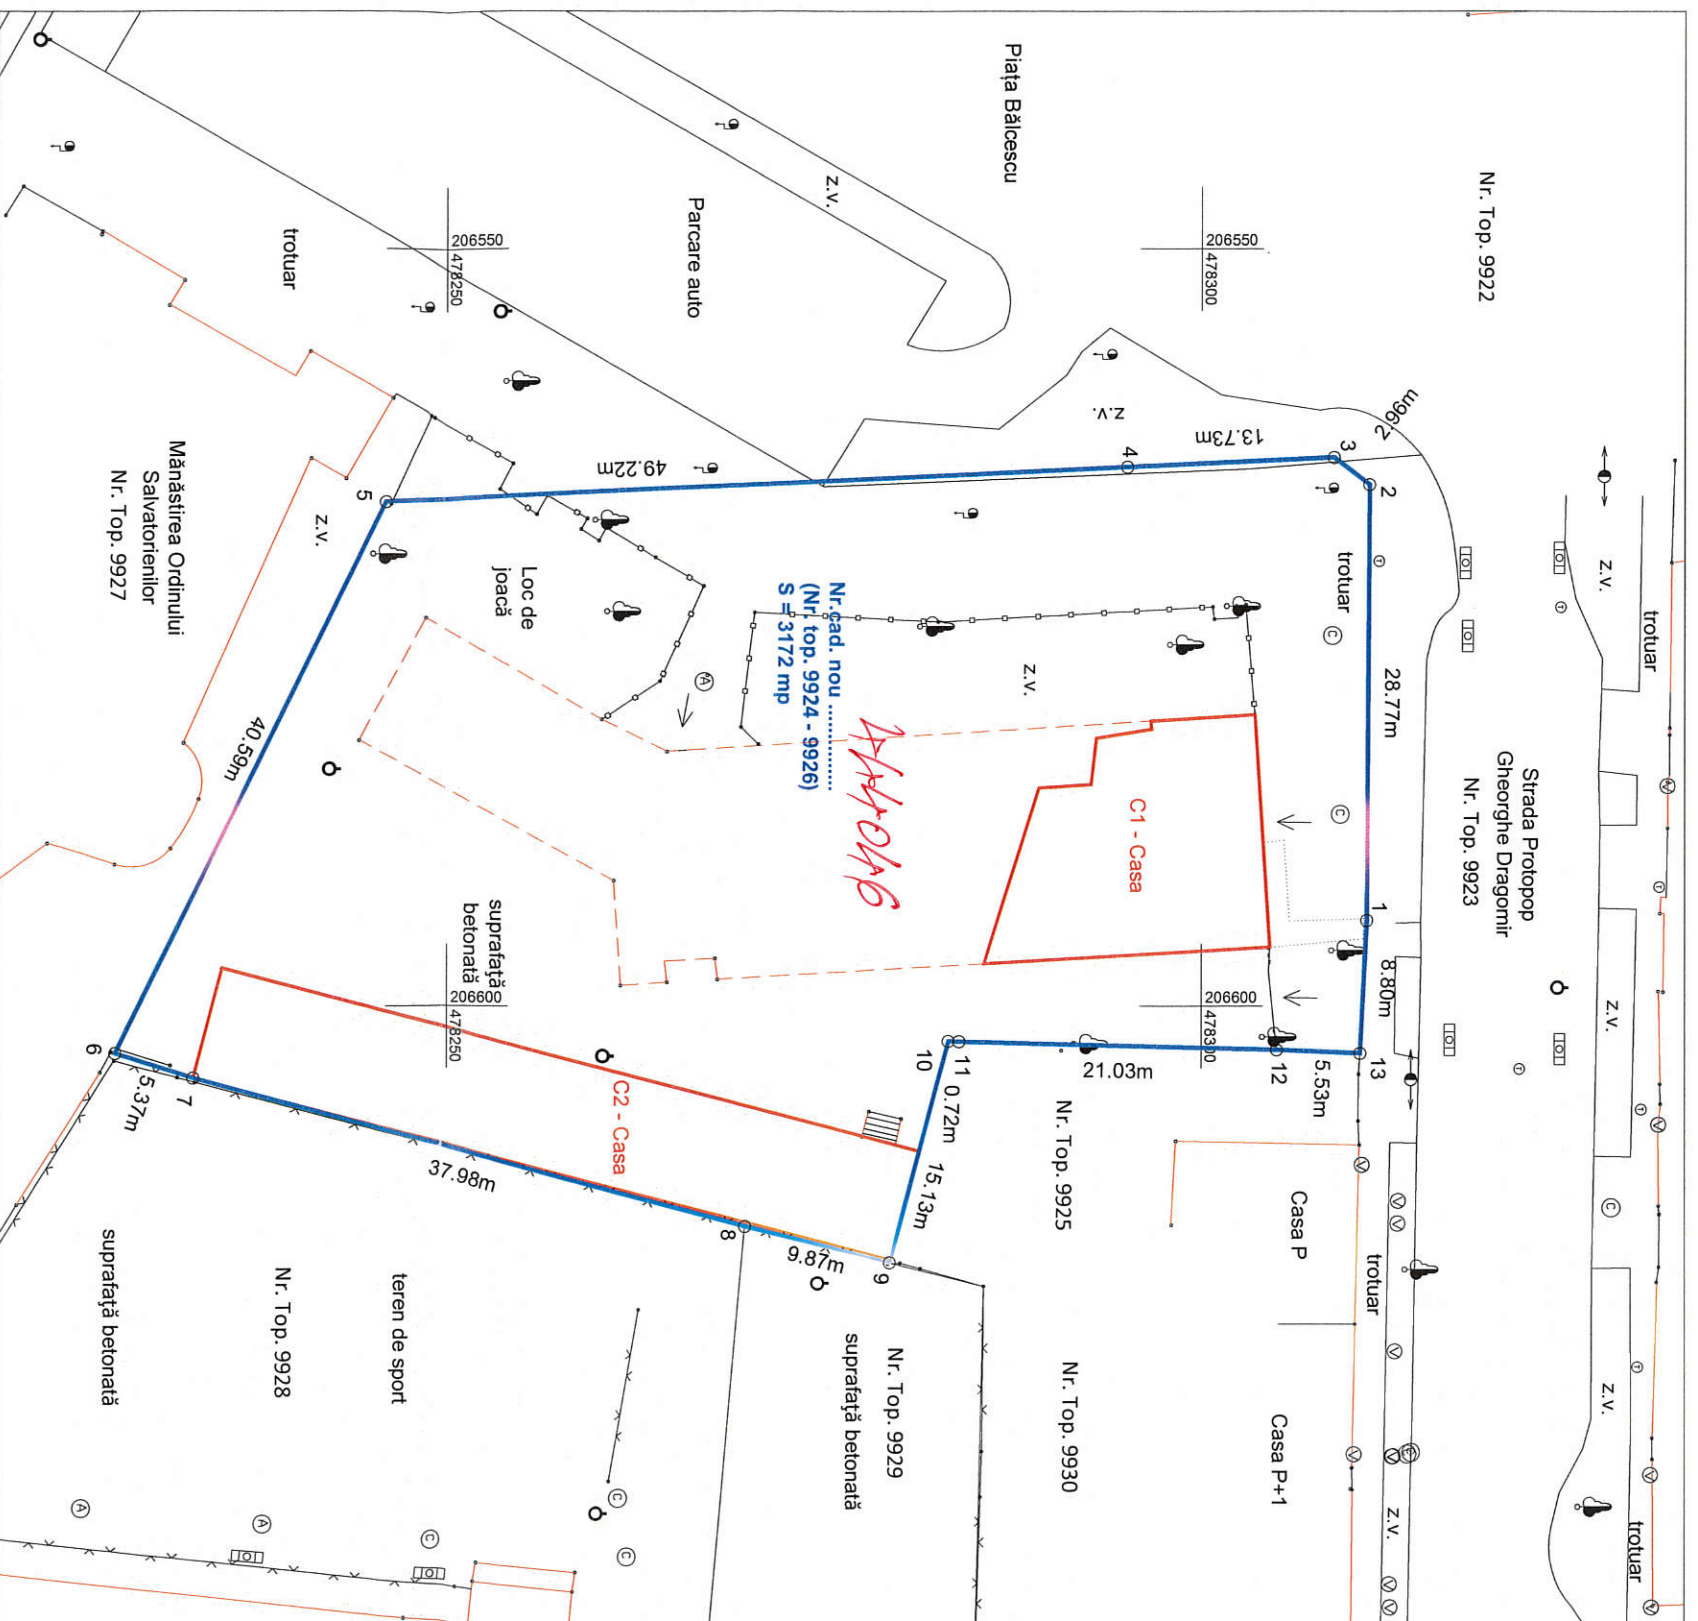 Piața Bălcescu
Nr. Top. 9922
z.v.
Parcare auto
trotuar
206550
478250
206550
478300
z.v.
2.96m
13.73m
3
4
2
49.22m
5
z.v.
Mănăstirea Ordinului
Salvatorienilor
Nr. Top. 9927
Loc de
joacă
trotuar
T
C
28.77m
z.v.
Nr.cad. nou ............
(Nr. top. 9924 - 9926)
S = 3172 mp
A
C1 - Casa
C
1
8.80m
13
Strada Protopop
Gheorghe Dragomir
Nr. Top. 9923
z.v.
trotuar
V
T
z.v.
T
T
V
40.59m
suprafață
betonată
206600
478250
206600
478300
6
5.37m
7
C2 - Casa
37.98m
8
9.87m
9
10
11
0.72m
15.13m
21.03m
12
5.53m
Nr. Top. 9925
Casa P
trotuar
V
V
V
C
Nr. Top. 9928
teren de sport
suprafață betonată
Nr. Top. 9929
suprafață betonată
Nr. Top. 9930
Casa P+1
V
V
V
C
z.v.
V
V
z.v.
T
V
trotuar
V
A
A
C
C
C